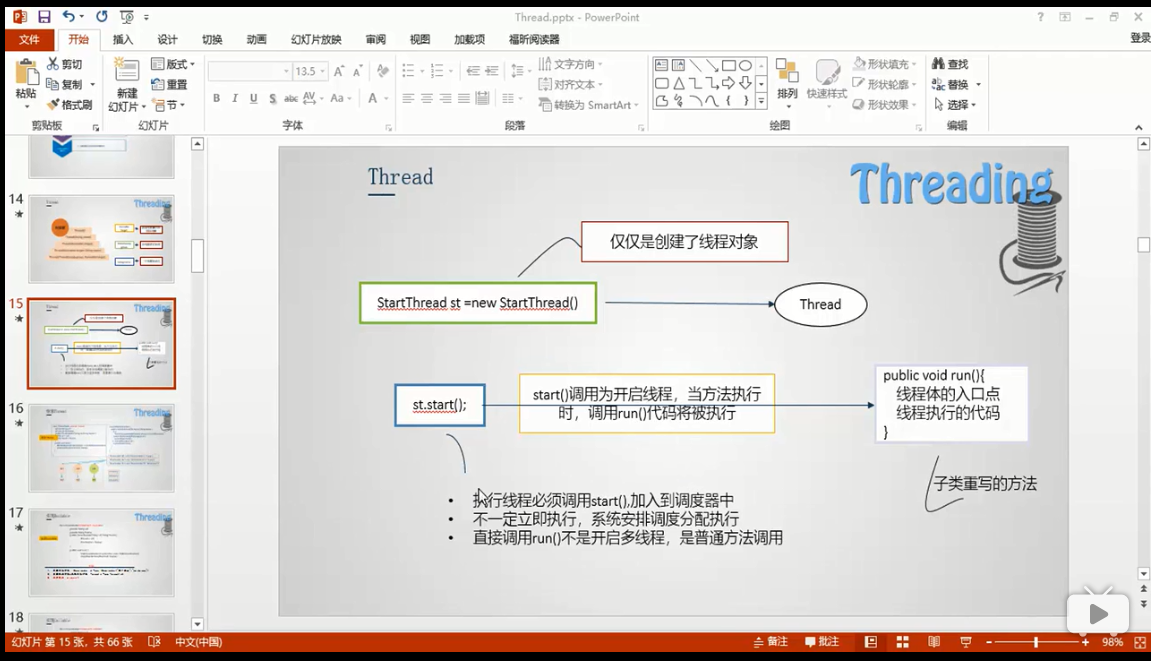 Thread.pptx - PowerPoint
文件 开始 插入 设计 切换 动画 幻灯片放映 审阅 视图 加载项 福昕阅读器 登录
粘贴
剪切
复制
格式刷
剪贴板
新建
幻灯片
版式
重置
节
幻灯片
13.5
B I U S abc AV Aa A
字体
文字方向
对齐文本
转换为 SmartArt
段落
排列
快速样式
形状填充
形状轮廓
形状效果
绘图
查找
替换
选择
编辑
14
15
16
17
18
Threading
Threading
Threading
Threading
Thread
Threading
仅仅是创建了线程对象
StartThread st =new StartThread()
Thread
st.start();
start()调用为开启线程，当方法执行
时，调用run()代码将被执行
public void run(){
线程体的入口点
线程执行的代码
}
子类重写的方法
• 执行线程必须调用start(),加入到调度器中
• 不一定立即执行，系统安排调度分配执行
• 直接调用run()不是开启多线程，是普通方法调用
幻灯片 第 15 张，共 66 张 中文(中国) 备注 批注 98%